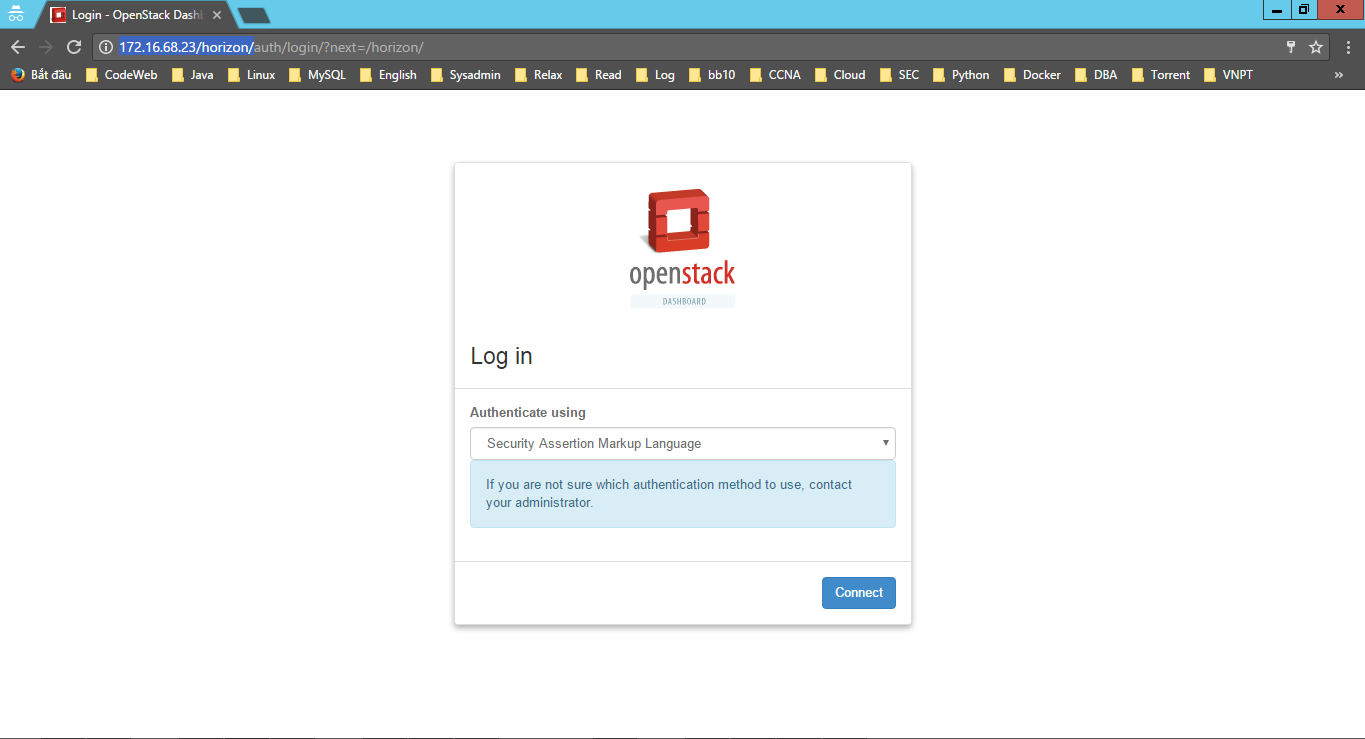 Login - OpenStack Dash
172.16.68.23/horizon/auth/login/?next=/horizon/
Bắt đầu CodeWeb Java Linux MySQL English Sysadmin Relax Read Log bb10 CCNA Cloud SEC Python Docker DBA Torrent VNPT »
openstack
DASHBOARD
Log in
Authenticate using
Security Assertion Markup Language
If you are not sure which authentication method to use, contact
your administrator.
Connect